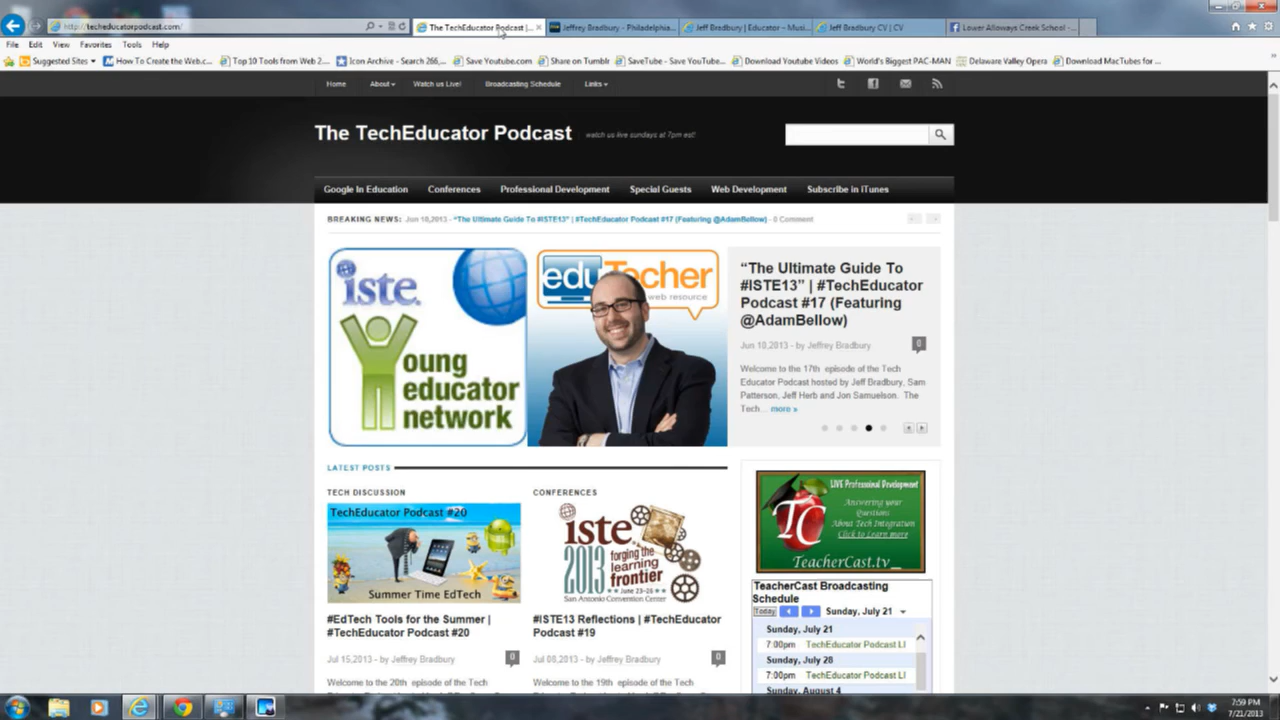 http://techeducatorpodcast.com/
The TechEducator Podcast |...
Jeffrey Bradbury - Philadelphia...
Jeff Bradbury | Educator – Musi...
Jeff Bradbury CV | CV
Lower Alloways Creek School -...
File Edit View Favorites Tools Help
Suggested Sites
How To Create the Web.c...
Top 10 Tools from Web 2....
Icon Archive - Search 266,...
Save Youtube.com
Share on Tumblr
SaveTube - Save YouTube...
Download Youtube Videos
World's Biggest PAC-MAN
Delaware Valley Opera
Download MacTubes for ...
Home About Watch us Live! Broadcasting Schedule Links
The TechEducator Podcast
watch us live sundays at 7pm est!
Google In Education Conferences Professional Development Special Guests Web Development Subscribe in iTunes
BREAKING NEWS: Jun 10,2013 - “The Ultimate Guide To #ISTE13” | #TechEducator Podcast #17 (Featuring @AdamBellow) - 0 Comment
iste.
Young
educator
network
eduTecher
web resource
“The Ultimate Guide To
#ISTE13” | #TechEducator
Podcast #17 (Featuring
@AdamBellow)
Jun 10,2013 - by Jeffrey Bradbury
0
Welcome to the 17th episode of the Tech
Educator Podcast hosted by Jeff Bradbury, Sam
Patterson, Jeff Herb and Jon Samuelson. The
Tech... more »
LATEST POSTS
TECH DISCUSSION
TechEducator Podcast #20
Summer Time EdTech
#EdTech Tools for the Summer |
#TechEducator Podcast #20
Jul 15,2013 - by Jeffrey Bradbury
0
Welcome to the 20th episode of the Tech
CONFERENCES
iste
2013
forging the
learning
frontier
June 23-26
San Antonio Convention Center
#ISTE13 Reflections | #TechEducator
Podcast #19
Jul 08,2013 - by Jeffrey Bradbury
0
Welcome to the 19th episode of the Tech
LIVE Professional Development
TC
Answering your
Questions
About Tech Integration
Click to Learn more
TeacherCast.tv_
TeacherCast Broadcasting
Schedule
Today Sunday, July 21
Sunday, July 21
7:00pm TechEducator Podcast LI
Sunday, July 28
7:00pm TechEducator Podcast LI
Sunday, August 4
7:59 PM
7/21/2013